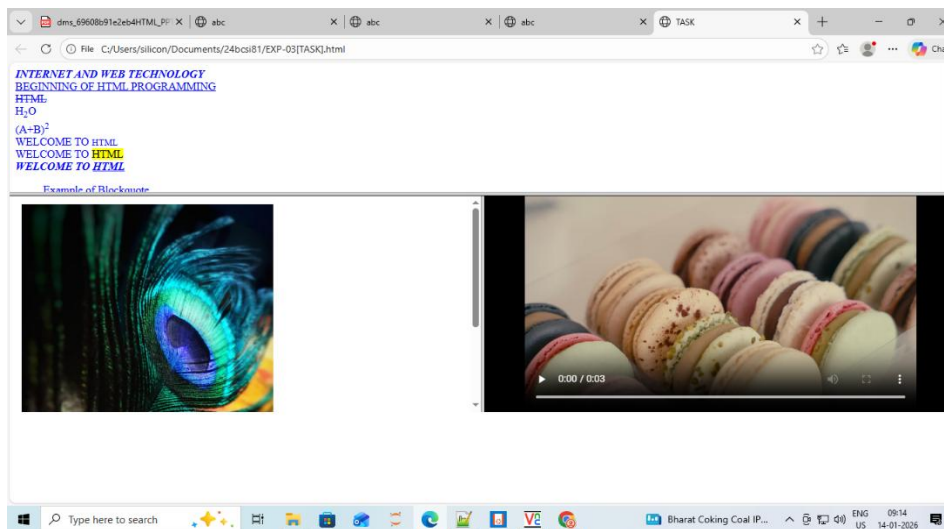 dms_69608b91e2eb4HTML_PP
abc
abc
abc
TASK
File C:/Users/silicon/Documents/24bcsi81/EXP-03[TASK].html
Cha
INTERNET AND WEB TECHNOLOGY
BEGINNING OF HTML PROGRAMMING
HTML
H₂O
(A+B)²
WELCOME TO HTML
WELCOME TO HTML
WELCOME TO HTML
Example of Blockquote
0:00 / 0:03
Type here to search
Bharat Coking Coal IP...
ENG
US
09:14
14-01-2026